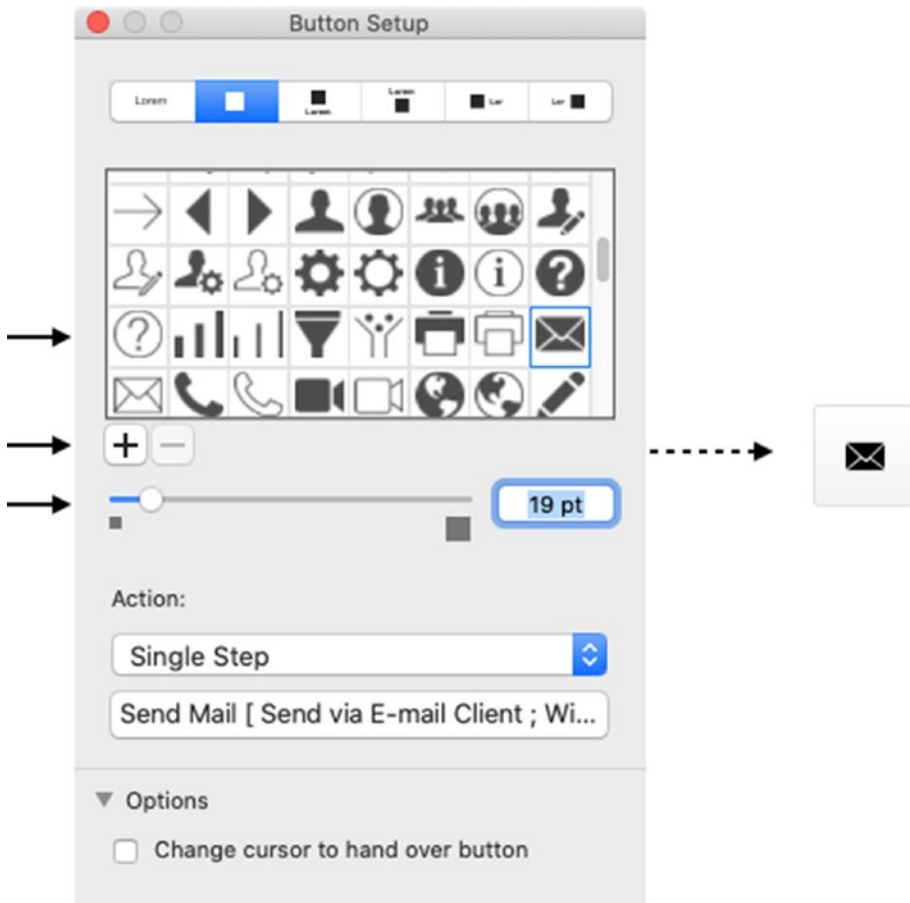 Button Setup
Lorem
Lorem
Lorem
Lor
Lor
19 pt
Action:
Single Step
Send Mail [ Send via E-mail Client ; Wi...
Options
Change cursor to hand over button